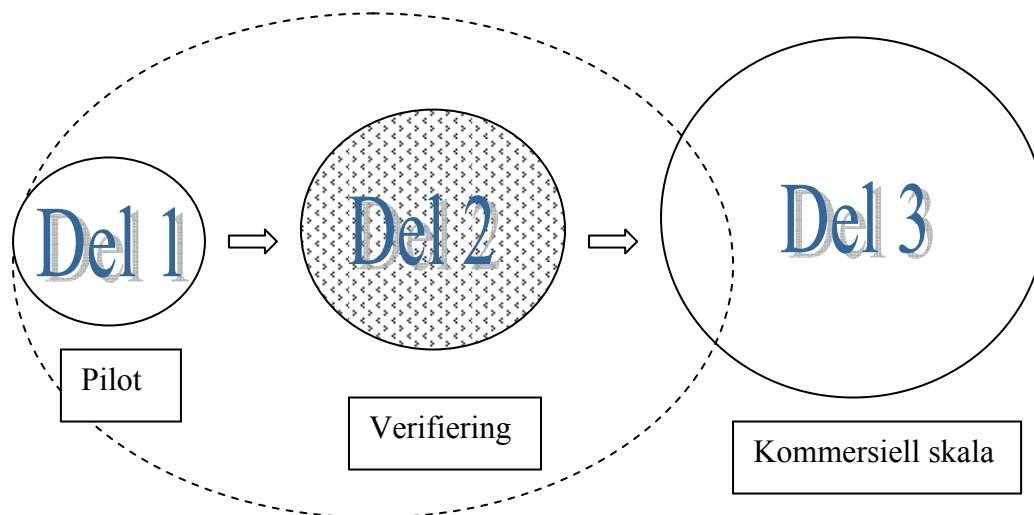 Del 1
Del 2
Del 3
Pilot
Verifiering
Kommersiell skala